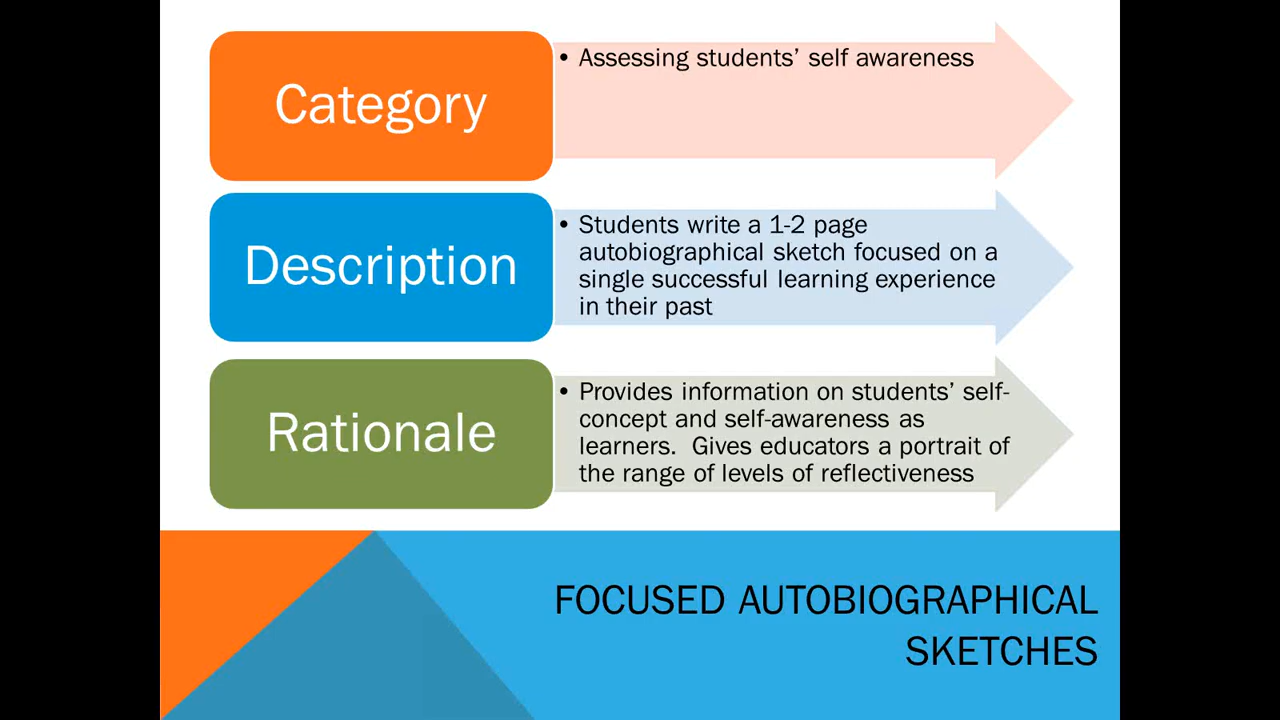 Category
• Assessing students’ self awareness
Description
• Students write a 1-2 page
autobiographical sketch focused on a
single successful learning experience
in their past
Rationale
• Provides information on students’ self-
concept and self-awareness as
learners.  Gives educators a portrait of
the range of levels of reflectiveness
FOCUSED AUTOBIOGRAPHICAL
SKETCHES